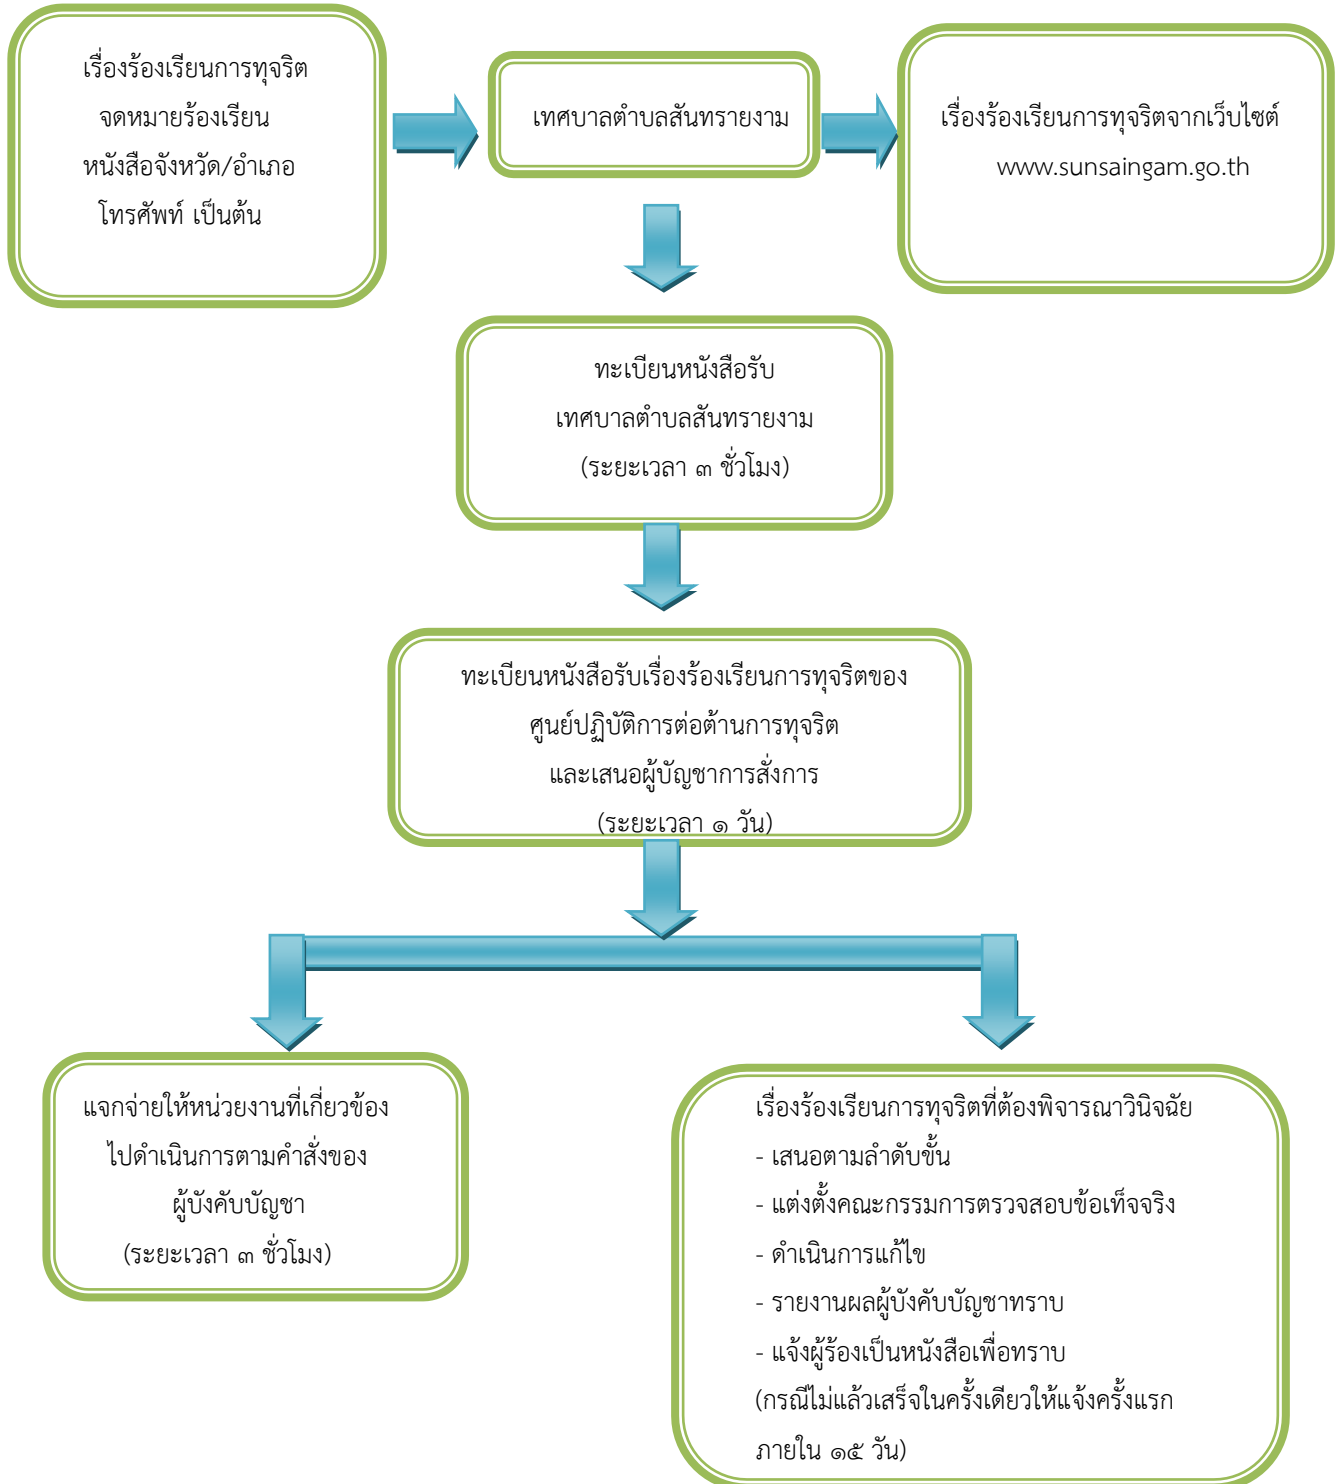 เรื่องร้องเรียนการทุจริต
จดหมายร้องเรียน
หนังสือจังหวัด/อำเภอ
โทรศัพท์ เป็นต้น
เทศบาลตำบลสันทรายงาม
เรื่องร้องเรียนการทุจริตจากเว็บไซต์
www.sunsaingam.go.th
ทะเบียนหนังสือรับ
เทศบาลตำบลสันทรายงาม
(ระยะเวลา ๓ ชั่วโมง)
ทะเบียนหนังสือรับเรื่องร้องเรียนการทุจริตของ
ศูนย์ปฏิบัติการต่อต้านการทุจริต
และเสนอผู้บัญชาการสั่งการ
(ระยะเวลา ๑ วัน)
แจกจ่ายให้หน่วยงานที่เกี่ยวข้อง
ไปดำเนินการตามคำสั่งของ
ผู้บังคับบัญชา
(ระยะเวลา ๓ ชั่วโมง)
เรื่องร้องเรียนการทุจริตที่ต้องพิจารณาวินิจฉัย
- เสนอตามลำดับขั้น
- แต่งตั้งคณะกรรมการตรวจสอบข้อเท็จจริง
- ดำเนินการแก้ไข
- รายงานผลผู้บังคับบัญชาทราบ
- แจ้งผู้ร้องเป็นหนังสือเพื่อทราบ
(กรณีไม่แล้วเสร็จในครั้งเดียวให้แจ้งครั้งแรก
ภายใน ๑๕ วัน)